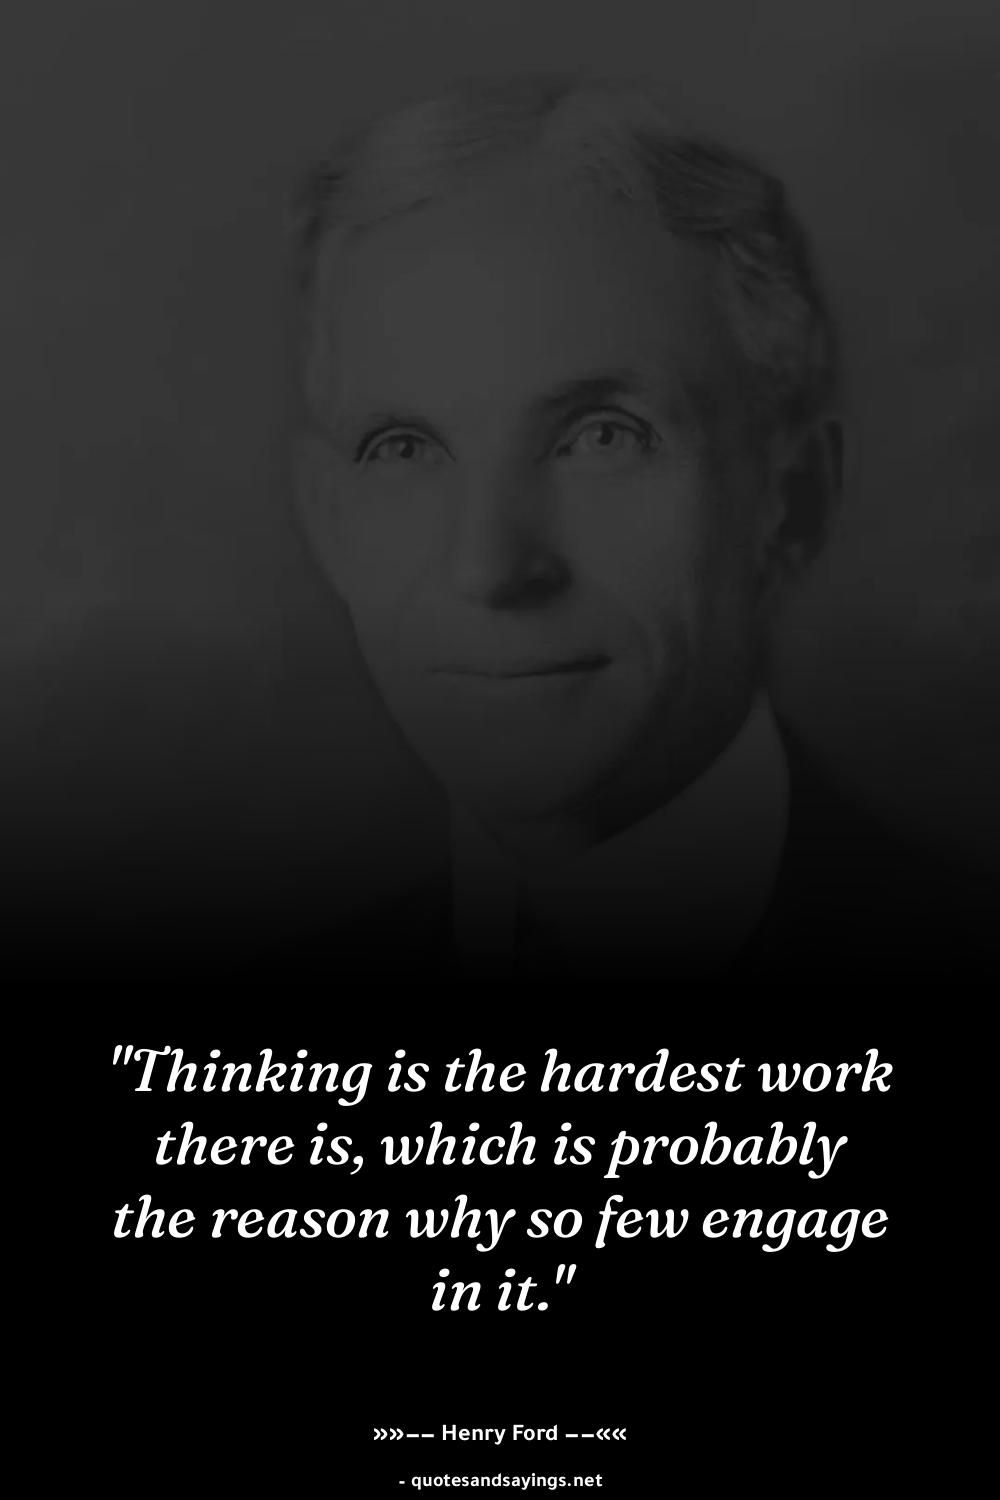 "Thinking is the hardest work
there is, which is probably
the reason why so few engage
in it."
»»–– Henry Ford ––««
- quotesandsayings.net